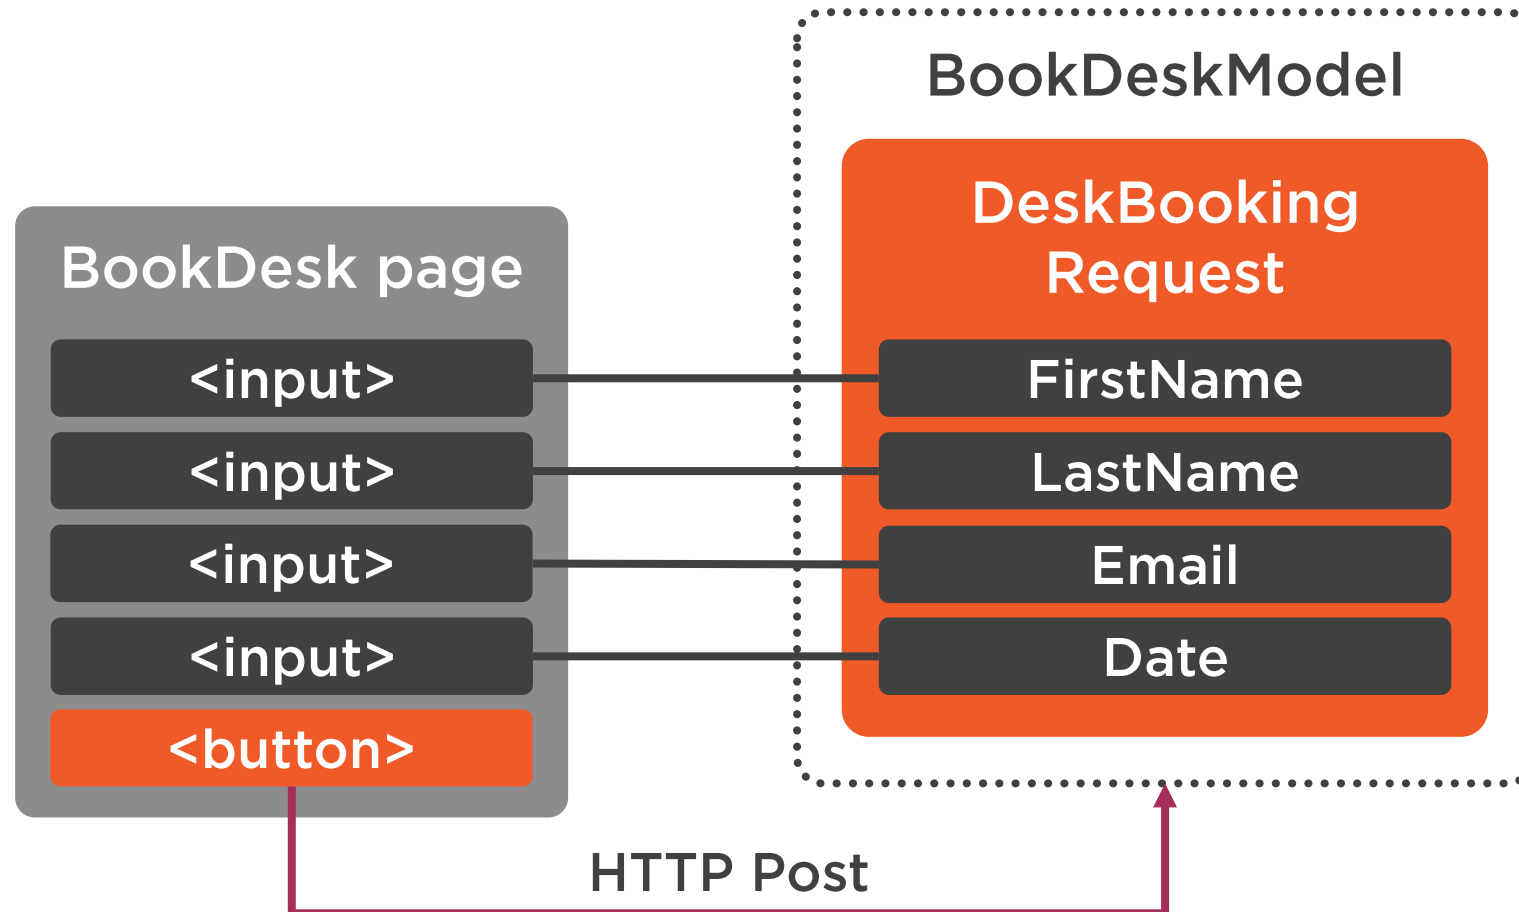 BookDeskModel
DeskBooking
Request
BookDesk page
<input>
FirstName
<input>
LastName
<input>
Email
<input>
Date
<button>
HTTP Post